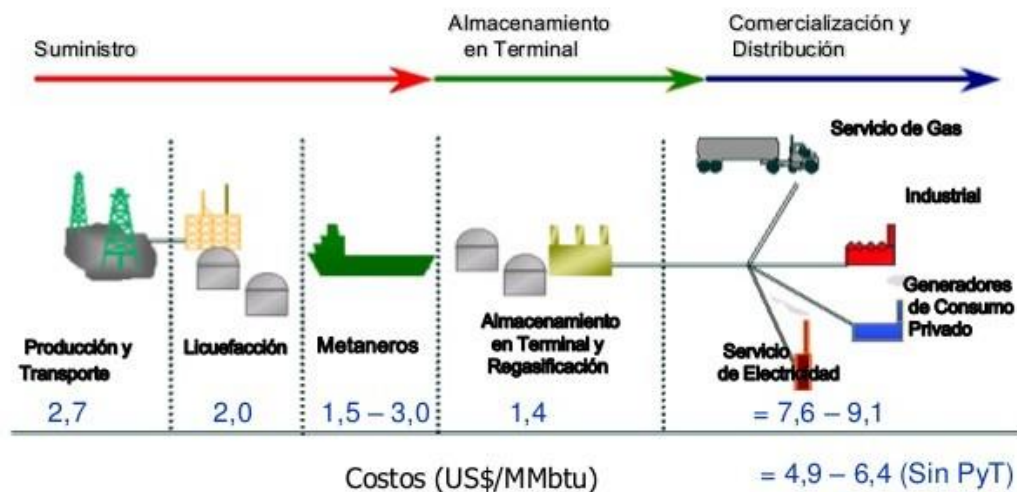 Suministro
Almacenamiento
en Terminal
Comercialización y
Distribución
Servicio de Gas
Industrial
Generadores
de Consumo
Privado
Servicio
de Electricidad
Producción y
Transporte
Licuefacción
Metaneros
Almacenamiento
en Terminal y
Regasificación
2,7
2,0
1,5 – 3,0
1,4
= 7,6 – 9,1
Costos (US$/MMbtu)
= 4,9 – 6,4 (Sin PyT)